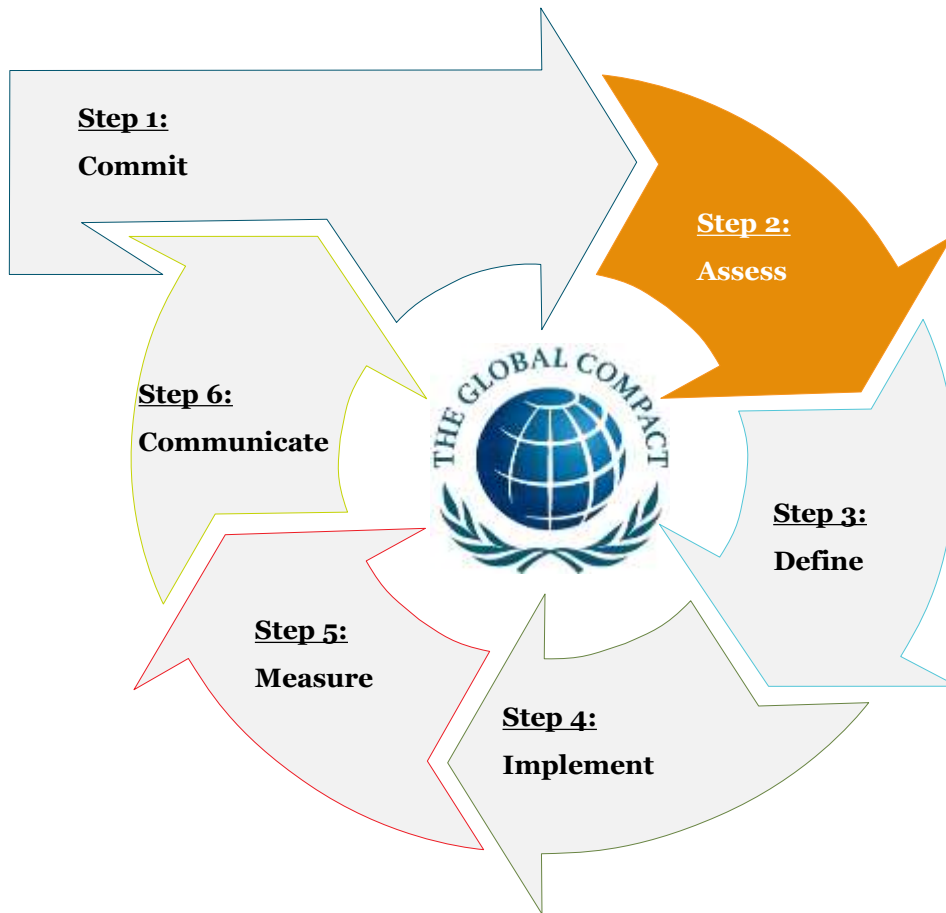 Step 1:
Commit
Step 2:
Assess
Step 6:
Communicate
THE GLOBAL COMPACT
Step 3:
Define
Step 5:
Measure
Step 4:
Implement